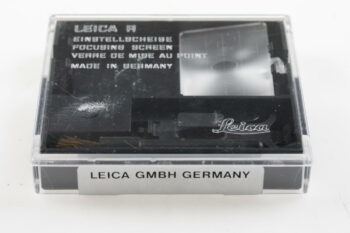 LEICA R
EINSTELLSCHEIBE
FOCUSING SCREEN
VERRE DE MISE AU POINT
MADE IN GERMANY
Leica
LEICA GMBH GERMANY